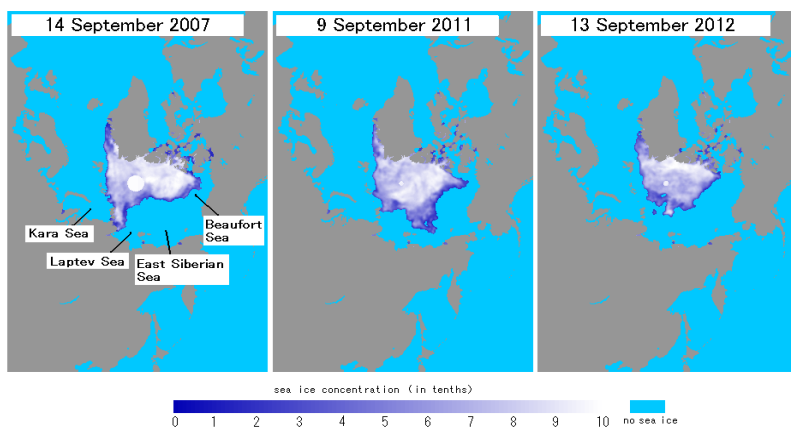 14 September 2007
9 September 2011
13 September 2012
Kara Sea
Laptev Sea
East Siberian
Sea
Beaufort
Sea
sea ice concentration (in tenths)
0 1 2 3 4 5 6 7 8 9 10
no sea ice